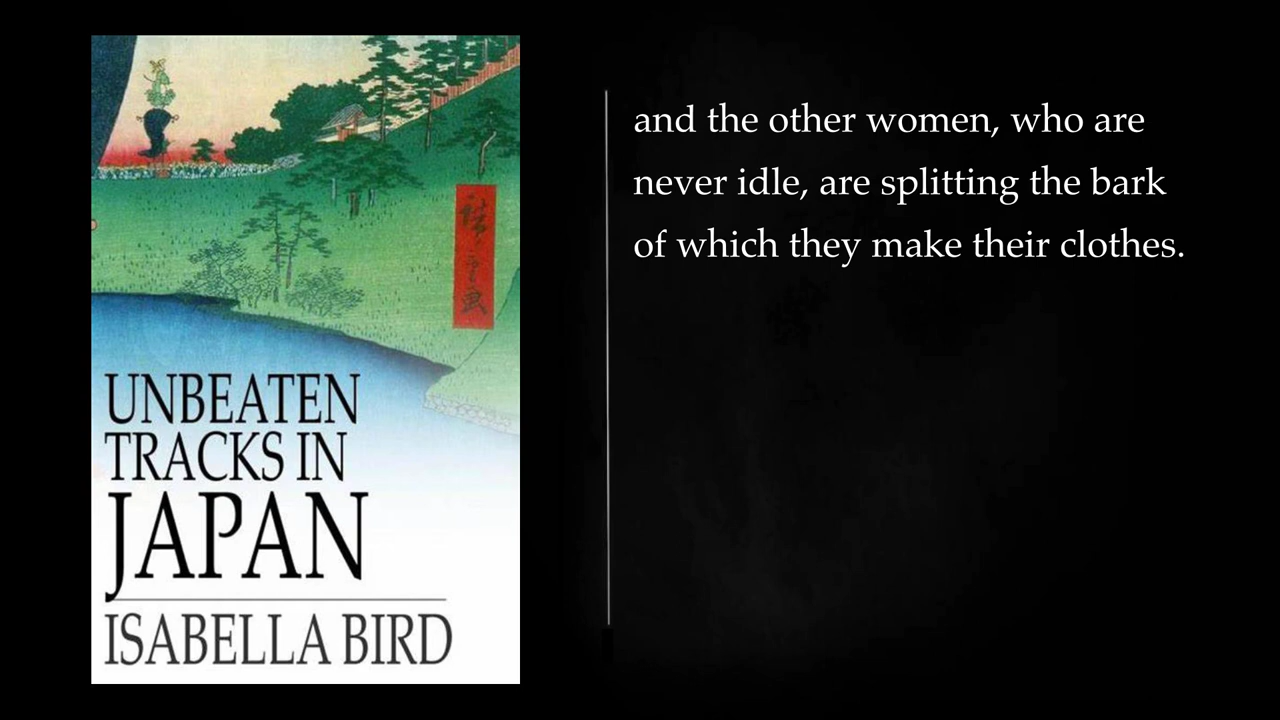 UNBEATEN
TRACKS IN
JAPAN
ISABELLA BIRD
and the other women, who are
never idle, are splitting the bark
of which they make their clothes.